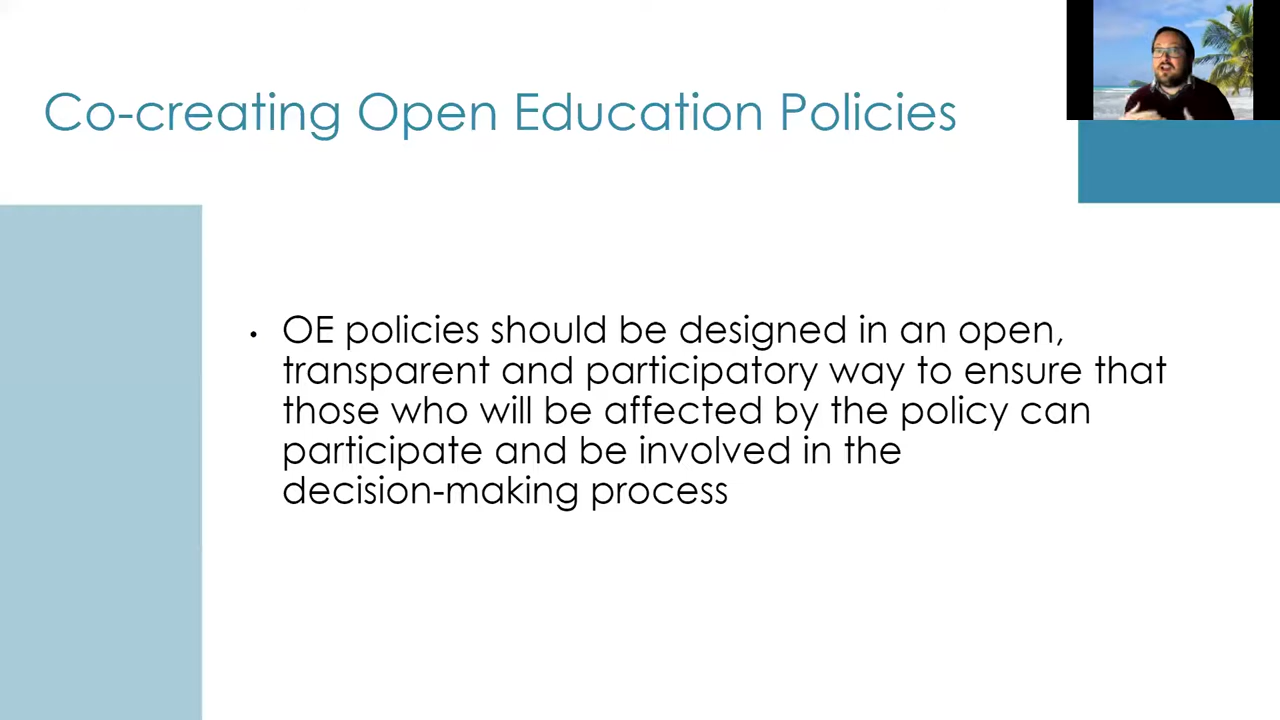 Co-creating Open Education Policies
• OE policies should be designed in an open,
transparent and participatory way to ensure that
those who will be affected by the policy can
participate and be involved in the
decision-making process